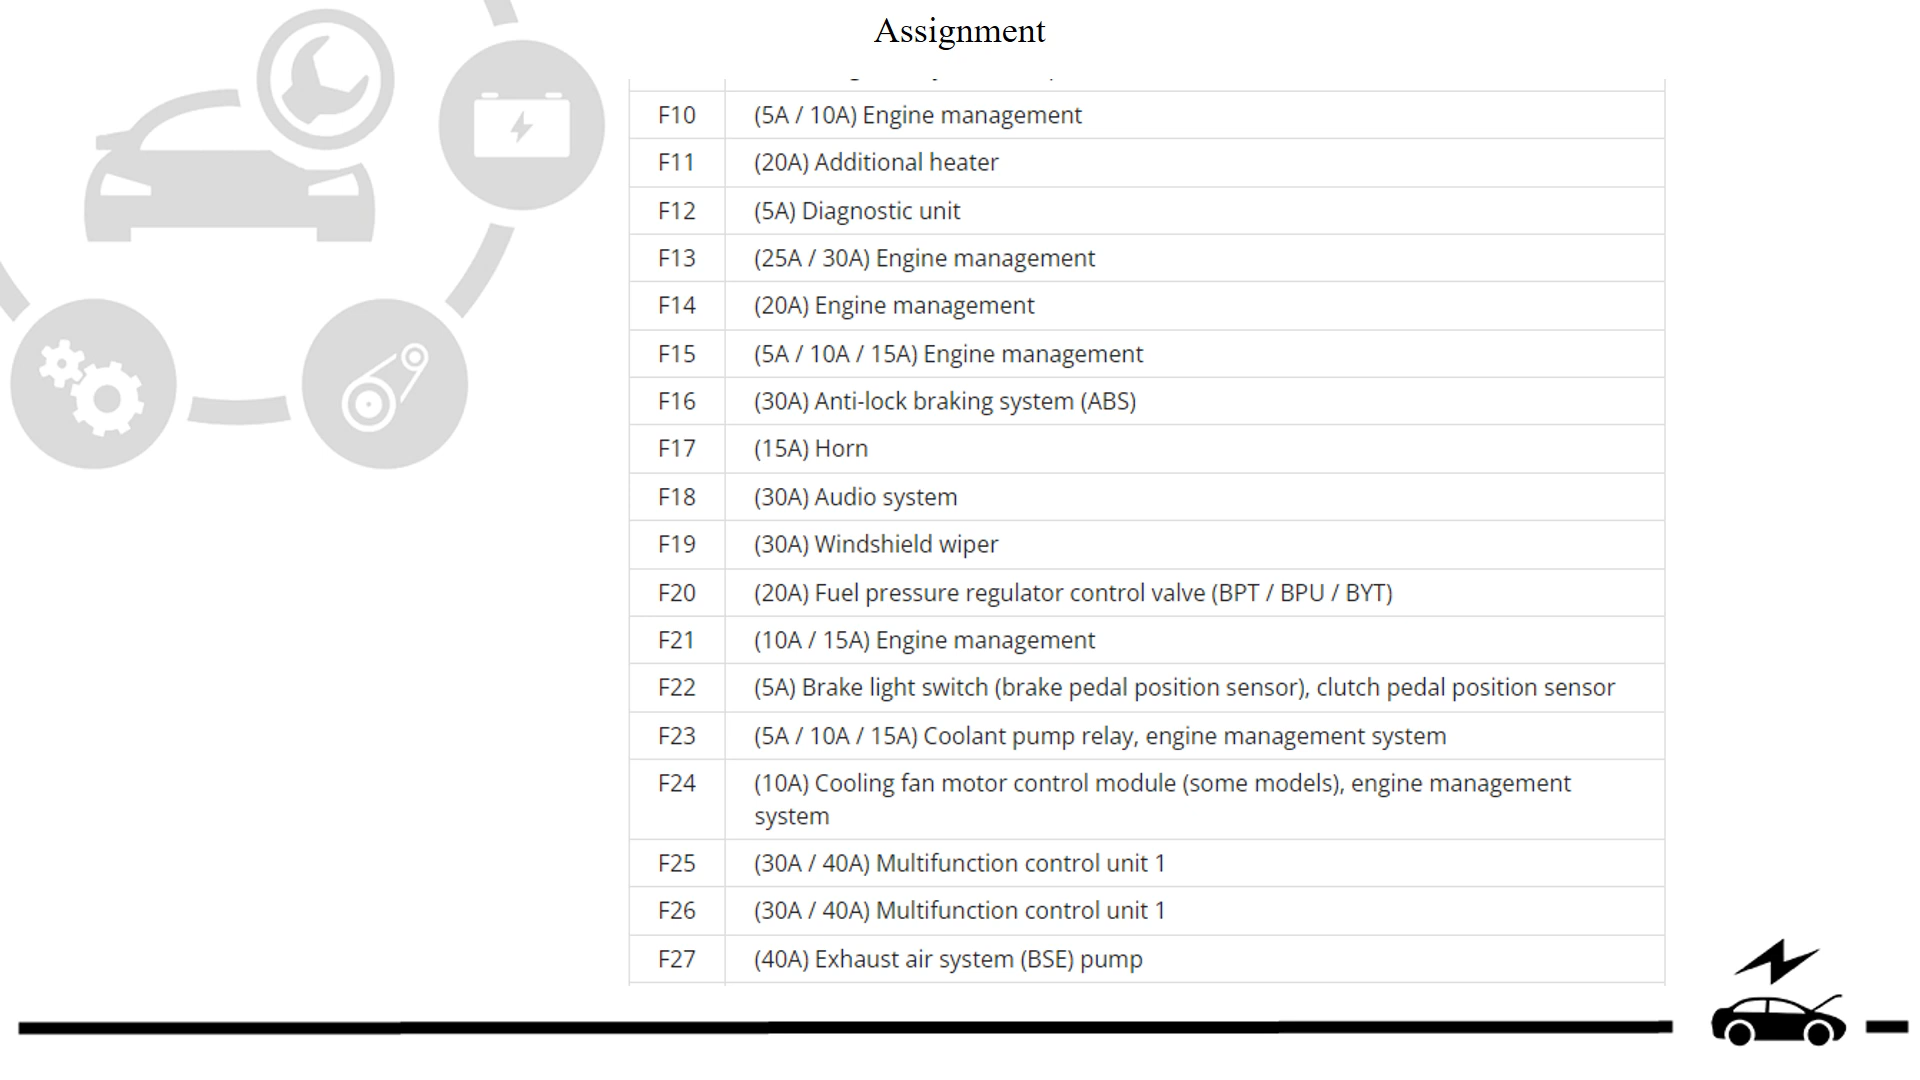 Assignment
F10 (5A / 10A) Engine management
F11 (20A) Additional heater
F12 (5A) Diagnostic unit
F13 (25A / 30A) Engine management
F14 (20A) Engine management
F15 (5A / 10A / 15A) Engine management
F16 (30A) Anti-lock braking system (ABS)
F17 (15A) Horn
F18 (30A) Audio system
F19 (30A) Windshield wiper
F20 (20A) Fuel pressure regulator control valve (BPT / BPU / BYT)
F21 (10A / 15A) Engine management
F22 (5A) Brake light switch (brake pedal position sensor), clutch pedal position sensor
F23 (5A / 10A / 15A) Coolant pump relay, engine management system
F24 (10A) Cooling fan motor control module (some models), engine management
system
F25 (30A / 40A) Multifunction control unit 1
F26 (30A / 40A) Multifunction control unit 1
F27 (40A) Exhaust air system (BSE) pump